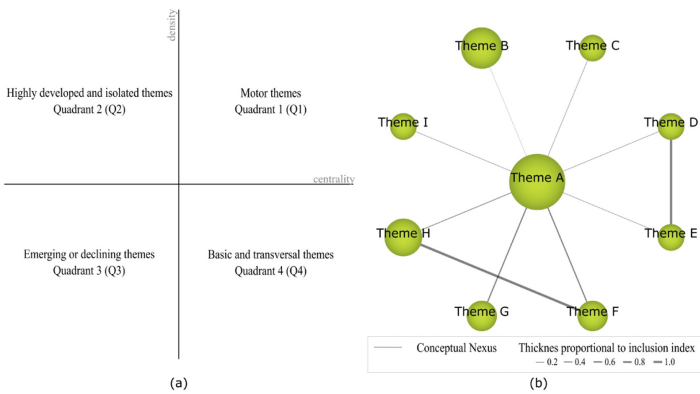 density
Highly developed and isolated themes
Quadrant 2 (Q2)
Motor themes
Quadrant 1 (Q1)
centrality
Emerging or declining themes
Quadrant 3 (Q3)
Basic and transversal themes
Quadrant 4 (Q4)
(a)
Theme B
Theme C
Theme I
Theme D
Theme A
Theme H
Theme E
Theme G
Theme F
Conceptual Nexus
Thicknes proportional to inclusion index
0.2 0.4 0.6 0.8 1.0
(b)